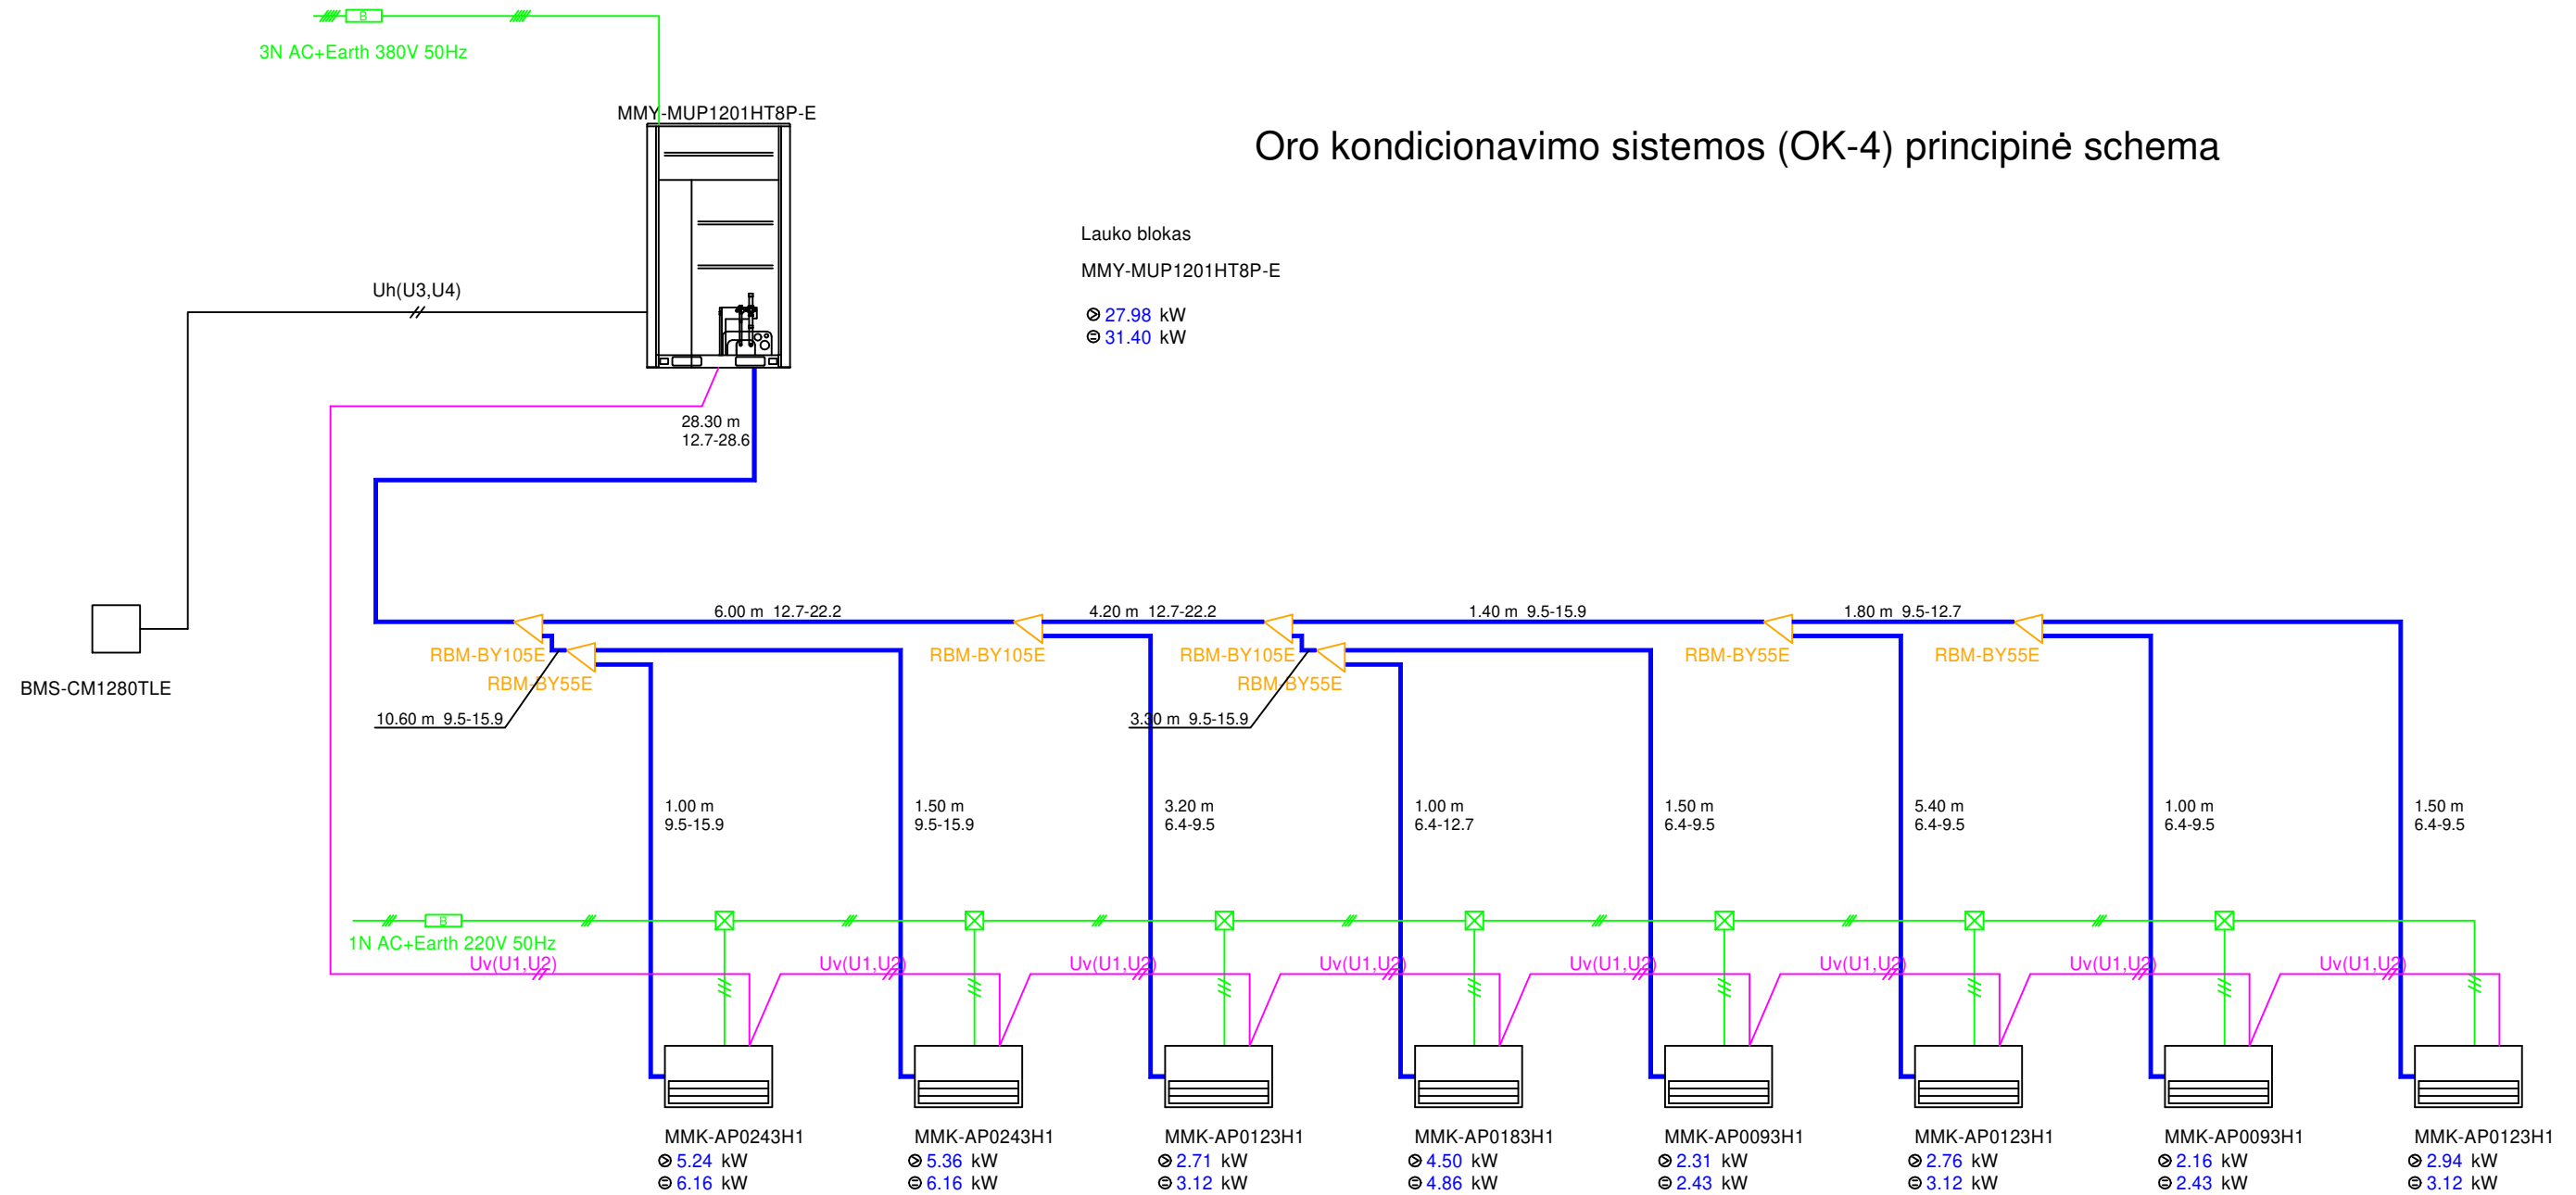 B
3N AC+Earth 380V 50Hz
MMY-MUP1201HT8P-E
Oro kondicionavimo sistemos (OK-4) principinė schema
Lauko blokas
MMY-MUP1201HT8P-E
27.98 kW
31.40 kW
Uh(U3,U4)
28.30 m
12.7-28.6
BMS-CM1280TLE
6.00 m 12.7-22.2
4.20 m 12.7-22.2
1.40 m 9.5-15.9
1.80 m 9.5-12.7
RBM-BY105E
RBM-BY105E
RBM-BY105E
RBM-BY55E
RBM-BY55E
RBM-BY55E
RBM-BY55E
10.60 m 9.5-15.9
3.30 m 9.5-15.9
1.00 m
9.5-15.9
1.50 m
9.5-15.9
3.20 m
6.4-9.5
1.00 m
6.4-12.7
1.50 m
6.4-9.5
5.40 m
6.4-9.5
1.00 m
6.4-9.5
1.50 m
6.4-9.5
B
1N AC+Earth 220V 50Hz
Uv(U1,U2)
Uv(U1,U2)
Uv(U1,U2)
Uv(U1,U2)
Uv(U1,U2)
Uv(U1,U2)
Uv(U1,U2)
Uv(U1,U2)
MMK-AP0243H1
5.24 kW
6.16 kW
MMK-AP0243H1
5.36 kW
6.16 kW
MMK-AP0123H1
2.71 kW
3.12 kW
MMK-AP0183H1
4.50 kW
4.86 kW
MMK-AP0093H1
2.31 kW
2.43 kW
MMK-AP0123H1
2.76 kW
3.12 kW
MMK-AP0093H1
2.16 kW
2.43 kW
MMK-AP0123H1
2.94 kW
3.12 kW